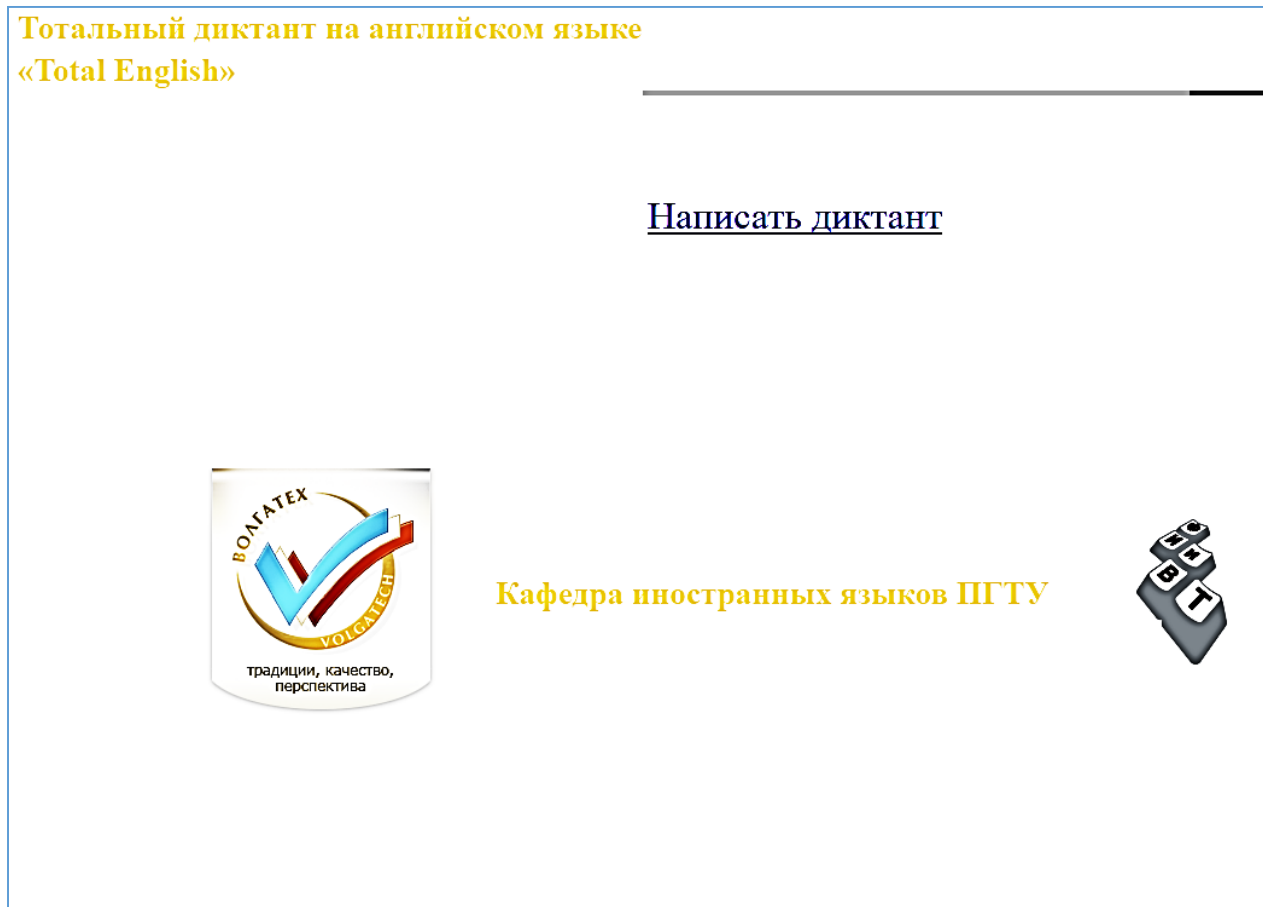 Тотальный диктант на английском языке
«Total English»
Написать диктант
ВОЛГАТЕХ
VOLGATECH
традиции, качество,
перспектива
Кафедра иностранных языков ПГТУ
Ф
И
и
В
Т